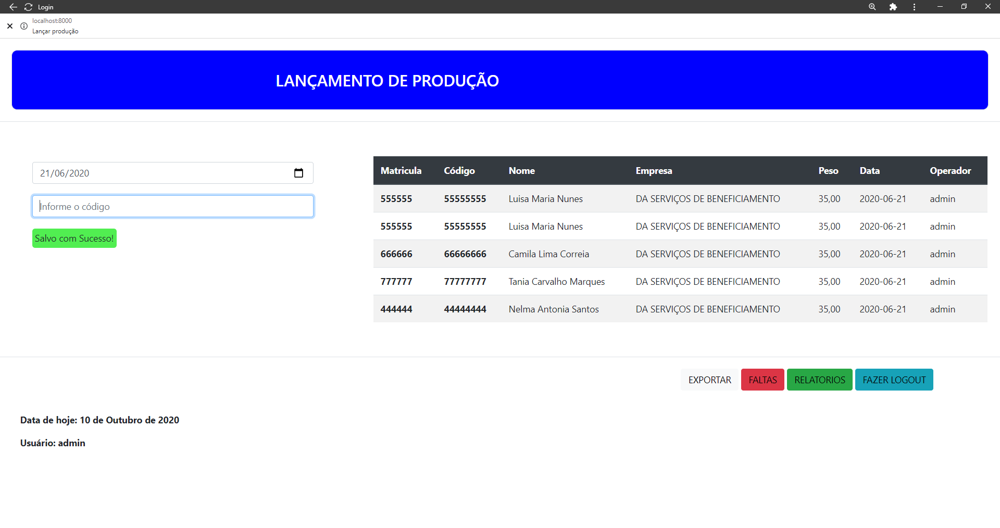 Login
localhost:8000
Lançar produção
LANÇAMENTO DE PRODUÇÃO
21/06/2020
Informe o código
Salvo com Sucesso!
Matricula Código Nome Empresa Peso Data Operador
555555 55555555 Luisa Maria Nunes DA SERVIÇOS DE BENEFICIAMENTO 35,00 2020-06-21 admin
555555 55555555 Luisa Maria Nunes DA SERVIÇOS DE BENEFICIAMENTO 35,00 2020-06-21 admin
666666 66666666 Camila Lima Correia DA SERVIÇOS DE BENEFICIAMENTO 35,00 2020-06-21 admin
777777 77777777 Tania Carvalho Marques DA SERVIÇOS DE BENEFICIAMENTO 35,00 2020-06-21 admin
444444 44444444 Nelma Antonia Santos DA SERVIÇOS DE BENEFICIAMENTO 35,00 2020-06-21 admin
EXPORTAR FALTAS RELATORIOS FAZER LOGOUT
Data de hoje: 10 de Outubro de 2020
Usuário: admin